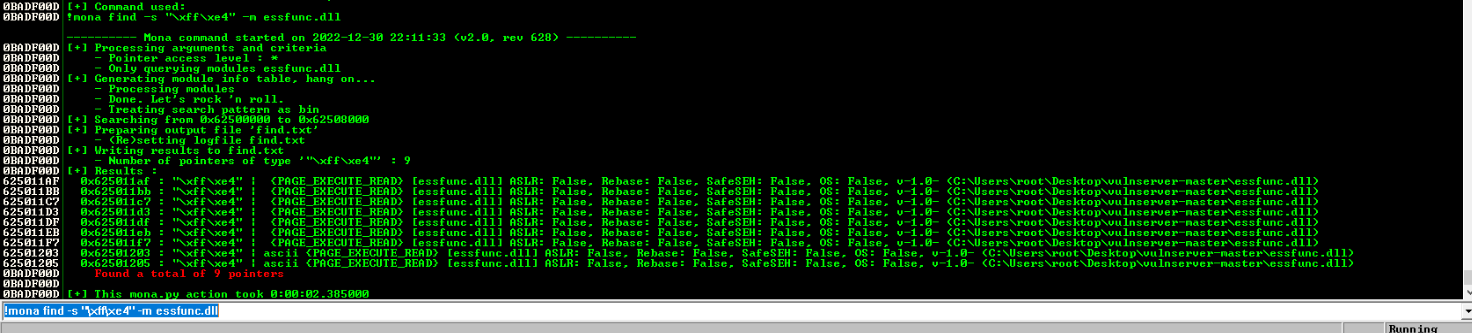 0BADF00D [+] Command used:
0BADF00D !mona find -s "\xff\xe4" -m essfunc.dll
---------- Mona command started on 2022-12-30 22:11:33 (v2.0, rev 628) ----------
0BADF00D [+] Processing arguments and criteria
0BADF00D - Pointer access level : *
0BADF00D - Only querying modules essfunc.dll
0BADF00D [+] Generating module info table, hang on...
0BADF00D - Processing modules
0BADF00D - Done. Let's rock 'n roll.
0BADF00D - Treating search pattern as bin
0BADF00D [+] Searching from 0x62500000 to 0x62508000
0BADF00D [+] Preparing output file 'find.txt'
0BADF00D - (Re)setting logfile find.txt
0BADF00D [+] Writing results to find.txt
0BADF00D - Number of pointers of type '"\xff\xe4"' : 9
0BADF00D [+] Results :
625011AF 0x625011af : "\xff\xe4" | {PAGE_EXECUTE_READ} [essfunc.dll] ASLR: False, Rebase: False, SafeSEH: False, OS: False, v-1.0- (C:\Users\root\Desktop\vulnserver-master\essfunc.dll)
625011BB 0x625011bb : "\xff\xe4" | {PAGE_EXECUTE_READ} [essfunc.dll] ASLR: False, Rebase: False, SafeSEH: False, OS: False, v-1.0- (C:\Users\root\Desktop\vulnserver-master\essfunc.dll)
625011C7 0x625011c7 : "\xff\xe4" | {PAGE_EXECUTE_READ} [essfunc.dll] ASLR: False, Rebase: False, SafeSEH: False, OS: False, v-1.0- (C:\Users\root\Desktop\vulnserver-master\essfunc.dll)
625011D3 0x625011d3 : "\xff\xe4" | {PAGE_EXECUTE_READ} [essfunc.dll] ASLR: False, Rebase: False, SafeSEH: False, OS: False, v-1.0- (C:\Users\root\Desktop\vulnserver-master\essfunc.dll)
625011DF 0x625011df : "\xff\xe4" | {PAGE_EXECUTE_READ} [essfunc.dll] ASLR: False, Rebase: False, SafeSEH: False, OS: False, v-1.0- (C:\Users\root\Desktop\vulnserver-master\essfunc.dll)
625011EB 0x625011eb : "\xff\xe4" | {PAGE_EXECUTE_READ} [essfunc.dll] ASLR: False, Rebase: False, SafeSEH: False, OS: False, v-1.0- (C:\Users\root\Desktop\vulnserver-master\essfunc.dll)
625011F7 0x625011f7 : "\xff\xe4" | {PAGE_EXECUTE_READ} [essfunc.dll] ASLR: False, Rebase: False, SafeSEH: False, OS: False, v-1.0- (C:\Users\root\Desktop\vulnserver-master\essfunc.dll)
62501203 0x62501203 : "\xff\xe4" | ascii {PAGE_EXECUTE_READ} [essfunc.dll] ASLR: False, Rebase: False, SafeSEH: False, OS: False, v-1.0- (C:\Users\root\Desktop\vulnserver-master\essfunc.dll)
62501205 0x62501205 : "\xff\xe4" | ascii {PAGE_EXECUTE_READ} [essfunc.dll] ASLR: False, Rebase: False, SafeSEH: False, OS: False, v-1.0- (C:\Users\root\Desktop\vulnserver-master\essfunc.dll)
0BADF00D Found a total of 9 pointers
0BADF00D
0BADF00D [+] This mona.py action took 0:00:02.385000
!mona find -s "\xff\xe4" -m essfunc.dll
Running